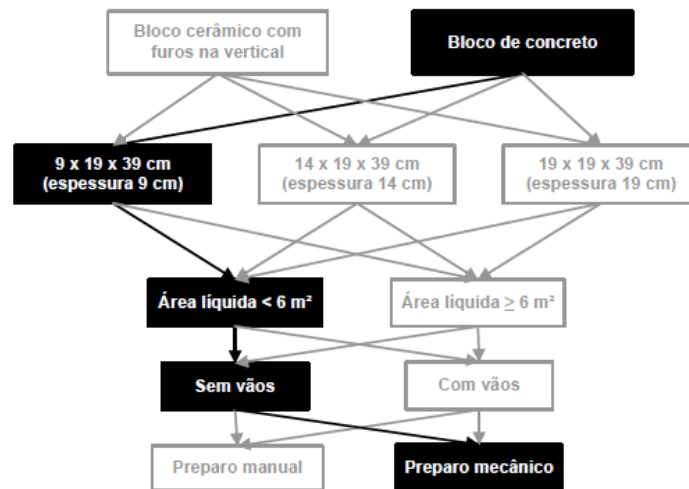 Bloco cerâmico com
furos na vertical
Bloco de concreto
9 x 19 x 39 cm
(espessura 9 cm)
14 x 19 x 39 cm
(espessura 14 cm)
19 x 19 x 39 cm
(espessura 19 cm)
Área líquida < 6 m²
Área líquida ≥ 6 m²
Sem vãos
Com vãos
Preparo manual
Preparo mecânico